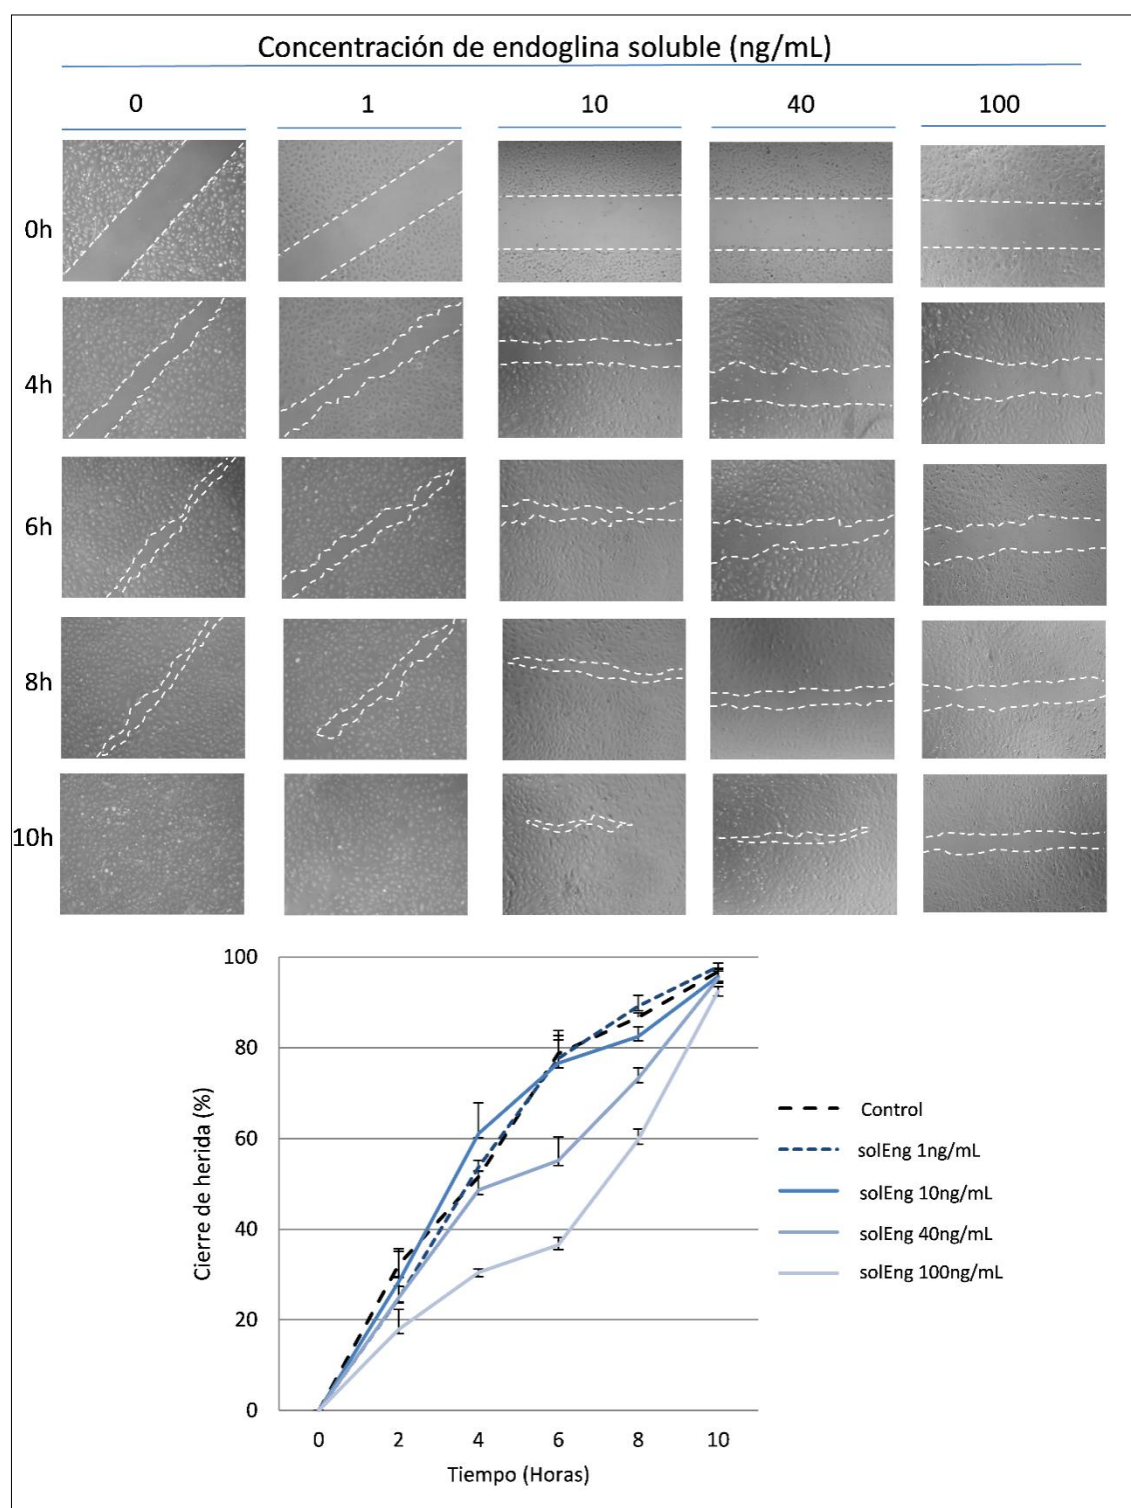 Concentración de endoglina soluble (ng/mL)
0 1 10 40 100
0h
4h
6h
8h
10h
100
80
60
40
20
0
Cierre de herida (%)
0 2 4 6 8 10
Tiempo (Horas)
Control
solEng 1ng/mL
solEng 10ng/mL
solEng 40ng/mL
solEng 100ng/mL